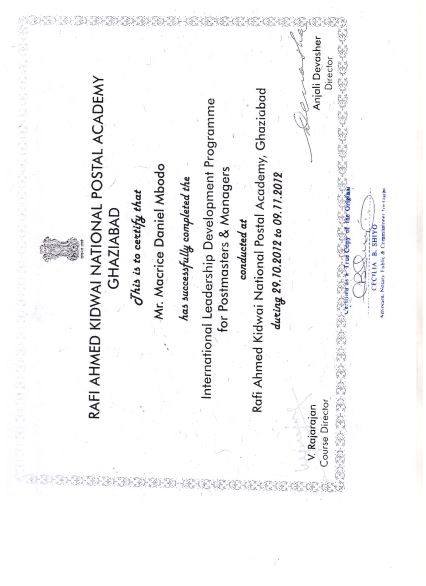 RAFI AHMED KIDWAI NATIONAL POSTAL ACADEMY
GHAZIABAD
This is to certify that
Mr. Macrice Daniel Mbodo
has successfully completed the
International Leadership Development Programme
for Postmasters & Managers
conducted at
Rafi Ahmed Kidwai National Postal Academy, Ghaziabad
during 29.10.2012 to 09.11.2012
V. Rajarajan
Course Director
Anjali Devasher
Director
Certified as a True Copy of the Original
CECILIA B. SHIYO
Advocate, Notary Public & Commissioner for Oaths